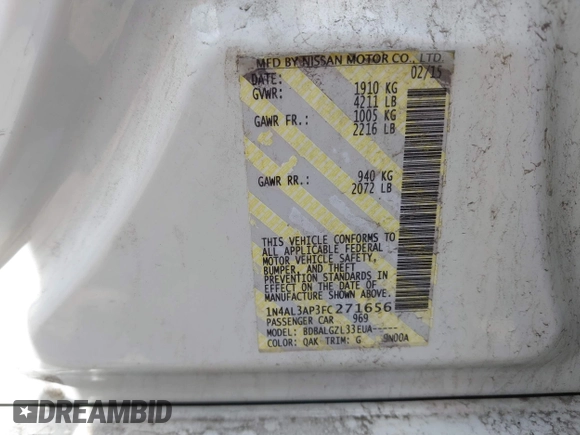 MFD BY NISSAN MOTOR CO., LTD.
DATE: 02/15
GVWR: 1910 KG
4211 LB
GAWR FR.: 1005 KG
2216 LB
GAWR RR.: 940 KG
2072 LB
THIS VEHICLE CONFORMS TO
ALL APPLICABLE FEDERAL
MOTOR VEHICLE SAFETY,
BUMPER, AND THEFT
PREVENTION STANDARDS IN
EFFECT ON THE DATE OF
MANUFACTURE SHOWN ABOVE.
1N4AL3AP3FC271656
PASSENGER CAR 969
MODEL: BDBALGZL33EUA-----
COLOR: QAK TRIM: G
DREAMBID